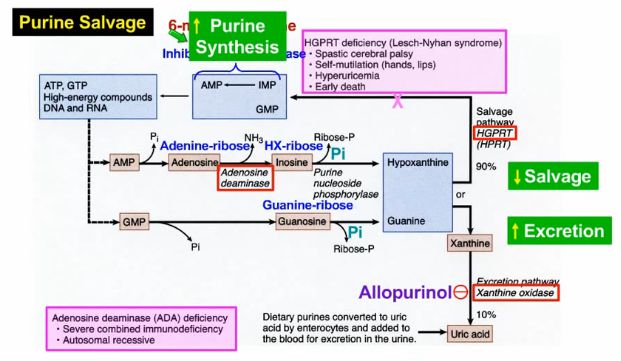 Purine Salvage
Purine
Synthesis
HGPRT deficiency (Lesch-Nyhan syndrome)
• Spastic cerebral palsy
• Self-mutilation (hands, lips)
• Hyperuricemia
• Early death
ATP, GTP
High-energy compounds
DNA and RNA
AMP
IMP
GMP
Salvage
pathway
HGPRT
(HPRT)
90%
↓ Salvage
Pi
Adenine-ribose
NH3
HX-ribose
Ribose-P
Pi
AMP
Adenosine
Inosine
Hypoxanthine
Adenosine
deaminase
Purine
nucleoside
phosphorylase
or
Guanine-ribose
GMP
Guanosine
Pi
Guanine
Pi
Ribose-P
↑ Excretion
Xanthine
Allopurinol
Excretion pathway
Xanthine oxidase
10%
Adenosine deaminase (ADA) deficiency
• Severe combined immunodeficiency
• Autosomal recessive
Dietary purines converted to uric
acid by enterocytes and added to
the blood for excretion in the urine.
Uric acid